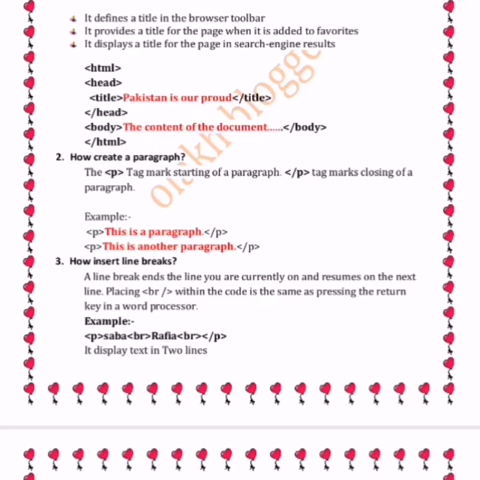 It defines a title in the browser toolbar
It provides a title for the page when it is added to favorites
It displays a title for the page in search-engine results
<html>
<head>
<title>Pakistan is our proud</title>
</head>
<body>The content of the document......</body>
</html>
2. How create a paragraph?
The <p> Tag mark starting of a paragraph. </p> tag marks closing of a
paragraph.
Example:-
<p>This is a paragraph.</p>
<p>This is another paragraph.</p>
3. How insert line breaks?
A line break ends the line you are currently on and resumes on the next
line. Placing <br /> within the code is the same as pressing the return
key in a word processor.
Example:-
<p>saba<br>Rafia<br></p>
It display text in Two lines